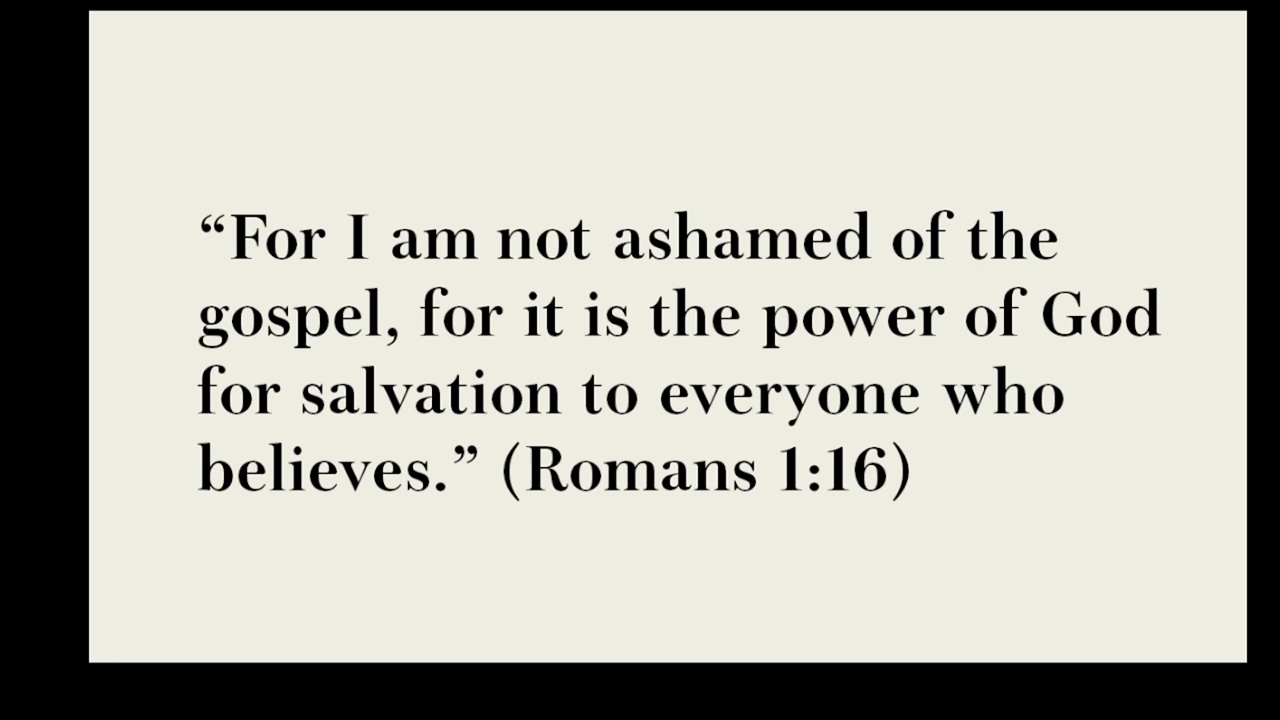 “For I am not ashamed of the
gospel, for it is the power of God
for salvation to everyone who
believes.” (Romans 1:16)